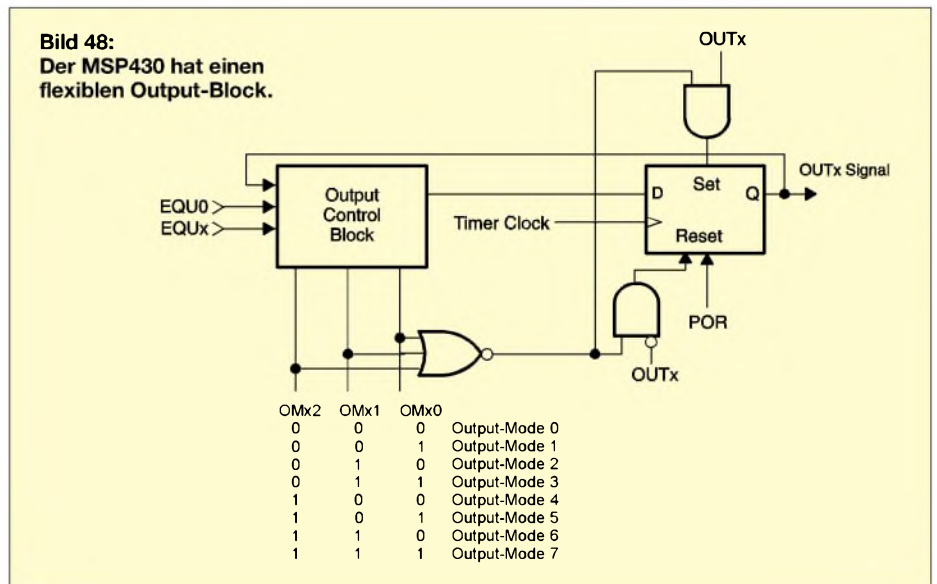 Bild 48:
Der MSP430 hat einen
flexiblen Output-Block.
OUTx
OUTx Signal
Output
Control
Block
EQU0
EQUx
D
Set
Q
Timer Clock
Reset
POR
OUTx
OMx2 OMx1 OMx0
0 0 0 Output-Mode 0
0 0 1 Output-Mode 1
0 1 0 Output-Mode 2
0 1 1 Output-Mode 3
1 0 0 Output-Mode 4
1 0 1 Output-Mode 5
1 1 0 Output-Mode 6
1 1 1 Output-Mode 7